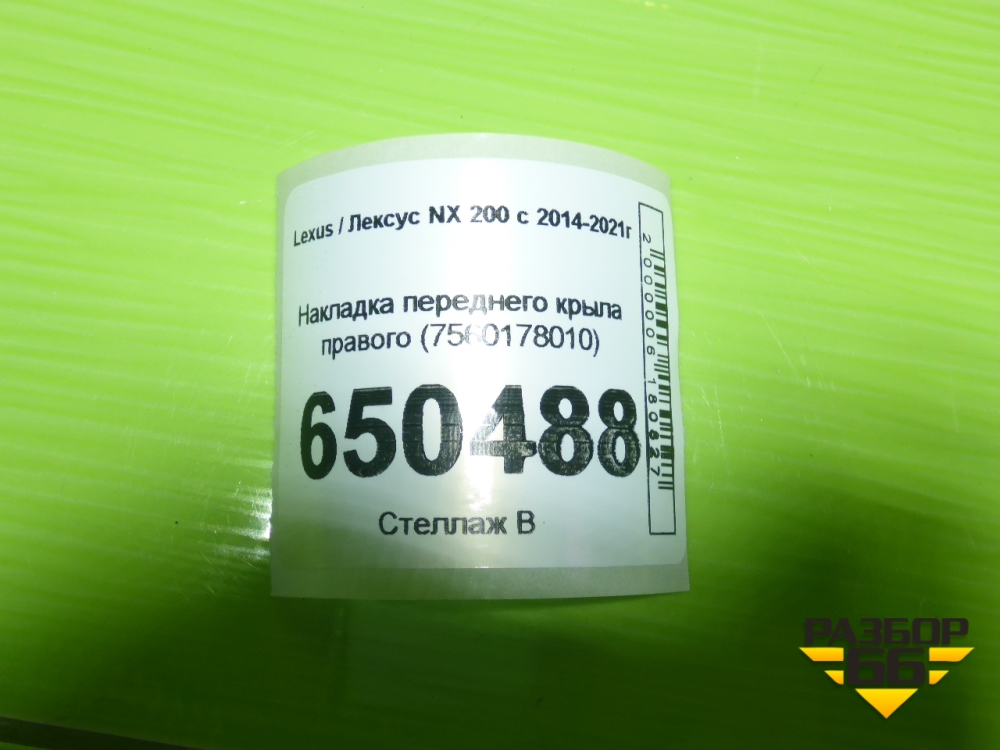 Lexus / Лексус NX 200 с 2014-2021г
Накладка переднего крыла
правого (7560178010)
650488
Стеллаж В
2000006180827
РАЗБОР
66